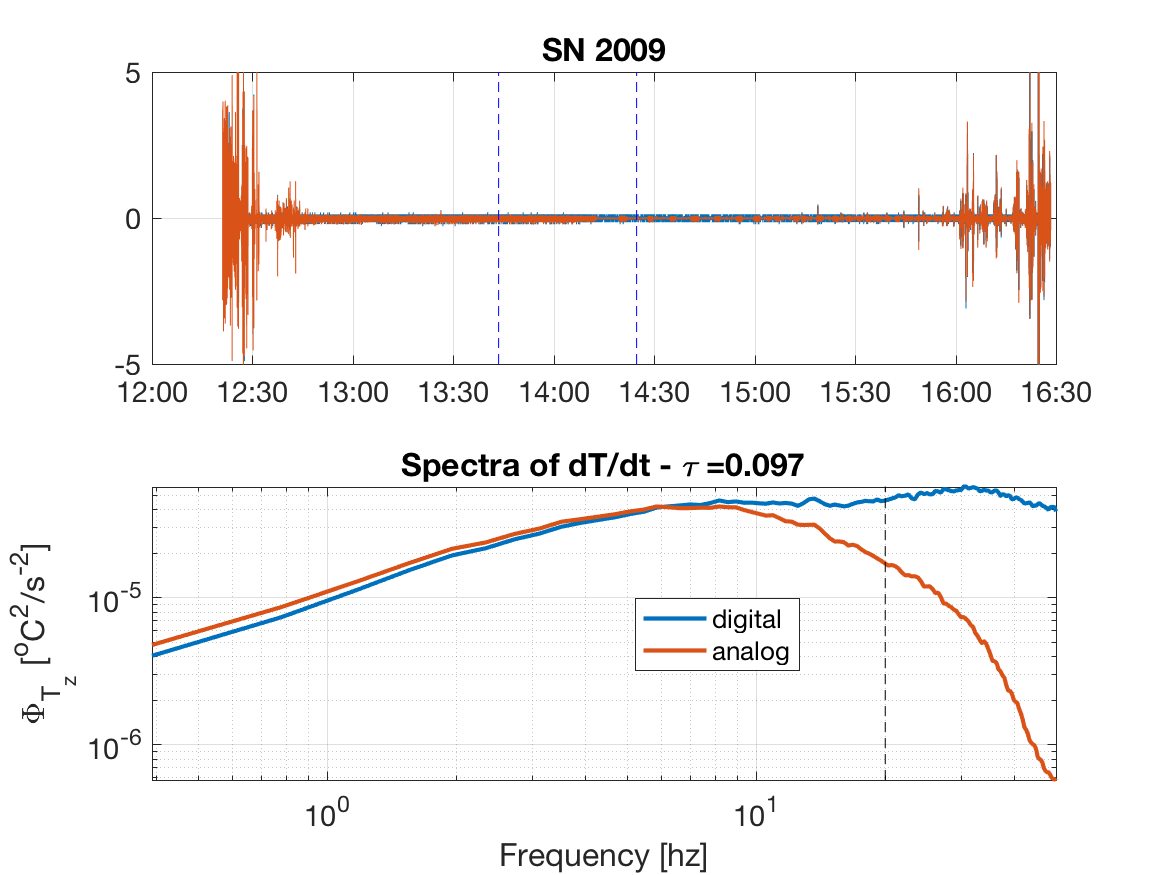 SN 2009
5
0
-5
12:00 12:30 13:00 13:30 14:00 14:30 15:00 15:30 16:00 16:30
Spectra of dT/dt - τ =0.097
Φ_T_z [°C²/s⁻²]
10⁻⁵
10⁻⁶
digital
analog
10⁰ 10¹
Frequency [hz]